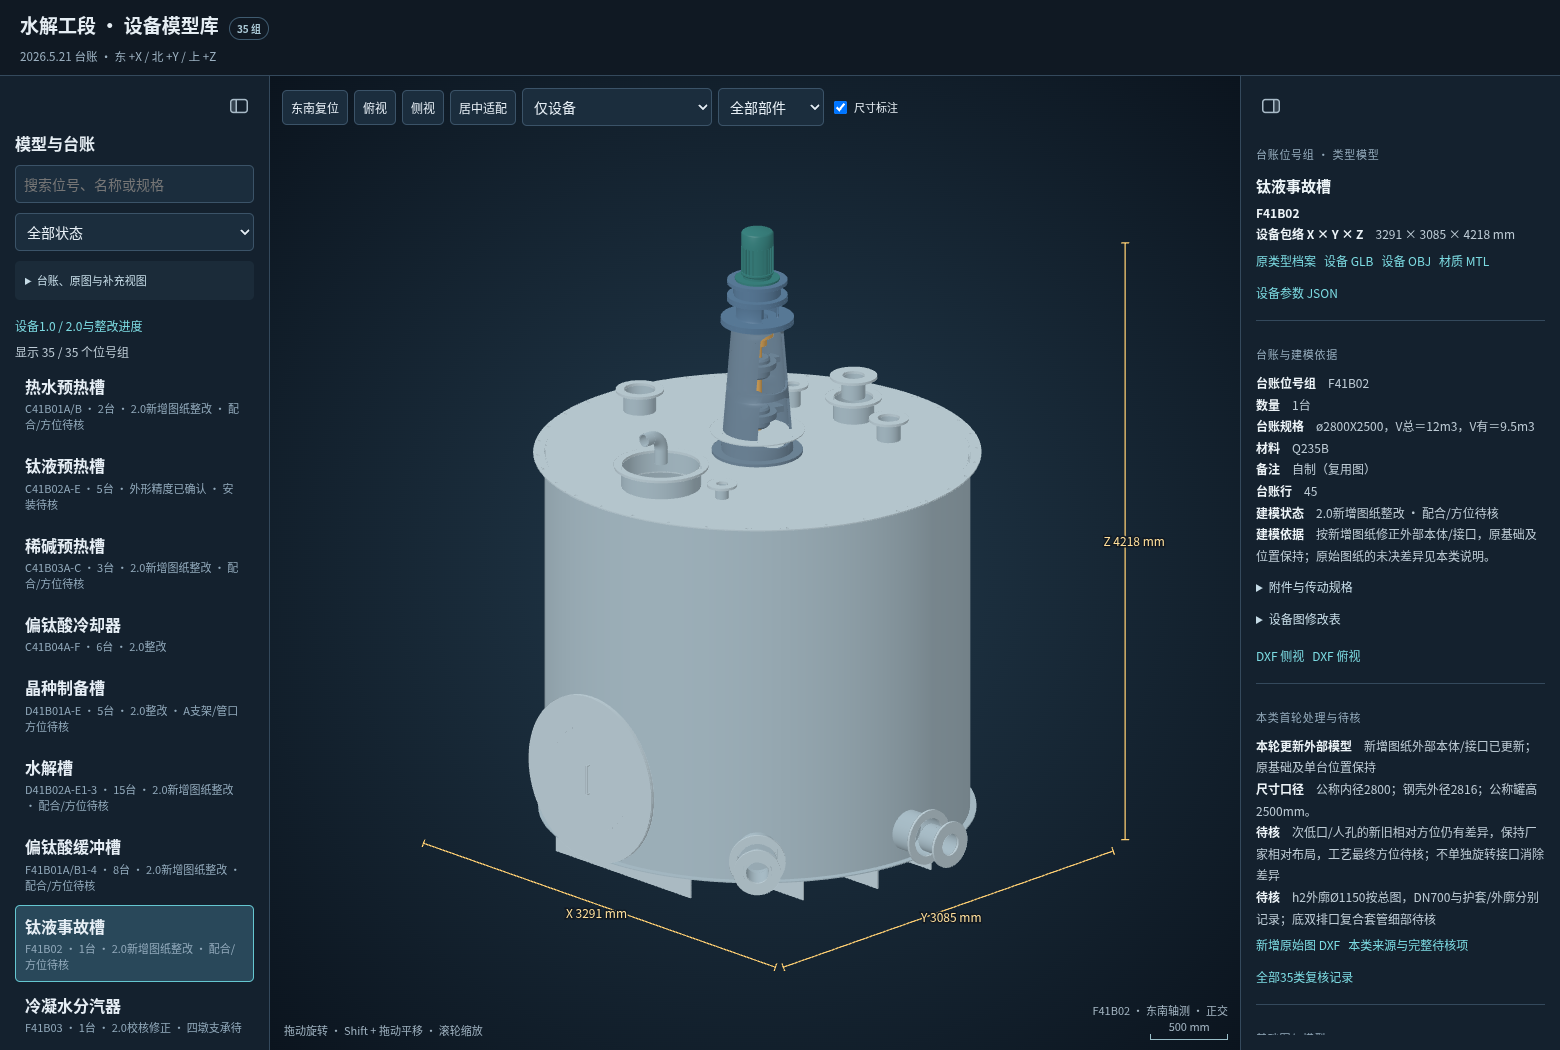 水解工段 · 设备模型库 35 组
2026.5.21 台账 · 东 +X / 北 +Y / 上 +Z
模型与台账
搜索位号、名称或规格
全部状态
▶ 台账、原图与补充视图
设备1.0 / 2.0与整改进度
显示 35 / 35 个位号组
热水预热槽
C41B01A/B · 2台 · 2.0新增图纸整改 · 配
合/方位待核
钛液预热槽
C41B02A-E · 5台 · 外形精度已确认 · 安
装待核
稀碱预热槽
C41B03A-C · 3台 · 2.0新增图纸整改 · 配
合/方位待核
偏钛酸冷却器
C41B04A-F · 6台 · 2.0整改
晶种制备槽
D41B01A-E · 5台 · 2.0整改 · A支架/管口
方位待核
水解槽
D41B02A-E1-3 · 15台 · 2.0新增图纸整改
· 配合/方位待核
偏钛酸缓冲槽
F41B01A/B1-4 · 8台 · 2.0新增图纸整改 ·
配合/方位待核
钛液事故槽
F41B02 · 1台 · 2.0新增图纸整改 · 配合/
方位待核
冷凝水分汽器
F41B03 · 1台 · 2.0校核修正 · 四墩支承待
东南复位 俯视 侧视 居中适配 仅设备 全部部件 尺寸标注
Z 4218 mm
X 3291 mm
Y 3085 mm
拖动旋转 · Shift + 拖动平移 · 滚轮缩放
F41B02 · 东南轴测 · 正交
500 mm
台账位号组 · 类型模型
钛液事故槽
F41B02
设备包络 X × Y × Z 3291 × 3085 × 4218 mm
原类型档案 设备 GLB 设备 OBJ 材质 MTL
设备参数 JSON
台账与建模依据
台账位号组 F41B02
数量 1台
台账规格 ø2800X2500，V总＝12m3，V有＝9.5m3
材料 Q235B
备注 自制（复用图）
台账行 45
建模状态 2.0新增图纸整改 · 配合/方位待核
建模依据 按新增图纸修正外部本体/接口，原基础及
位置保持；原始图纸的未决差异见本类说明。
▶ 附件与传动规格
▶ 设备图修改表
DXF 侧视 DXF 俯视
本类首轮处理与待核
本轮更新外部模型 新增图纸外部本体/接口已更新；
原基础及单台位置保持
尺寸口径 公称内径2800；钢壳外径2816；公称罐高
2500mm。
待核 次低口/人孔的新旧相对方位仍有差异，保持厂
家相对布局，工艺最终方位待核；不单独旋转接口消除
差异
待核 h2外廓Ø1150按总图，DN700与护套/外廓分别
记录；底双排口复合套管细部待核
新增原始图 DXF 本类来源与完整待核项
全部35类复核记录